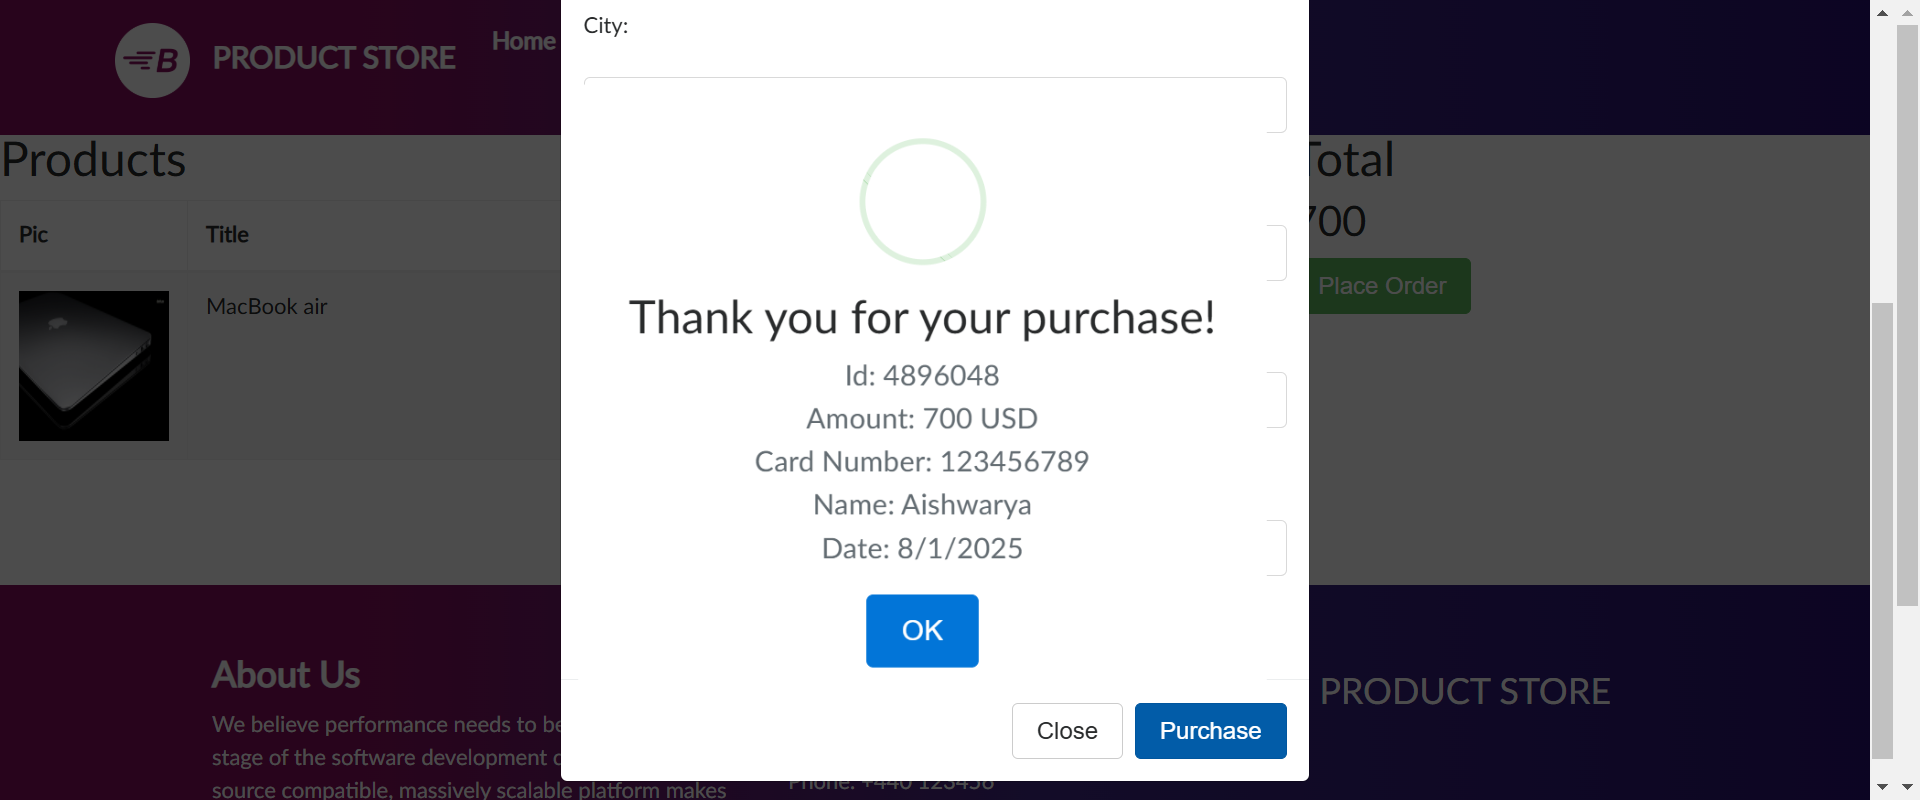 B PRODUCT STORE
Home
City:
Products
Total
700
Pic
Title
Place Order
MacBook air
Thank you for your purchase!
Id: 4896048
Amount: 700 USD
Card Number: 123456789
Name: Aishwarya
Date: 8/1/2025
OK
Close
Purchase
About Us
We believe performance needs to be
stage of the software development
source compatible, massively scalable platform makes
PRODUCT STORE
Phone: +440 123456